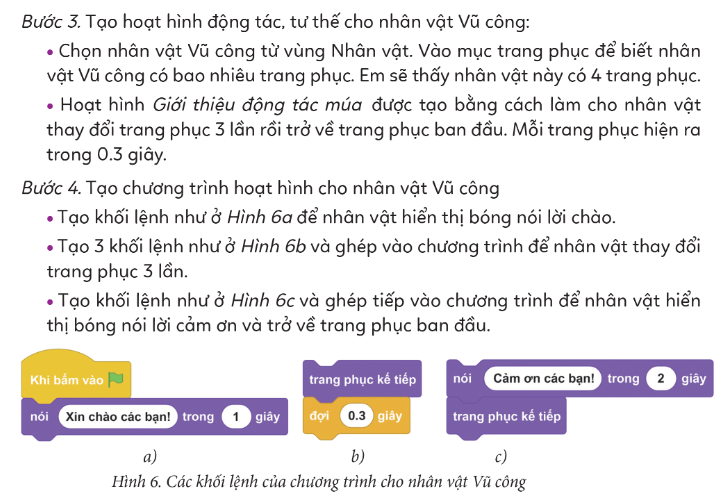 Bước 3. Tạo hoạt hình động tác, tư thế cho nhân vật Vũ công:
• Chọn nhân vật Vũ công từ vùng Nhân vật. Vào mục trang phục để biết nhân
vật Vũ công có bao nhiêu trang phục. Em sẽ thấy nhân vật này có 4 trang phục.
• Hoạt hình Giới thiệu động tác múa được tạo bằng cách làm cho nhân vật
thay đổi trang phục 3 lần rồi trở về trang phục ban đầu. Mỗi trang phục hiện ra
trong 0.3 giây.
Bước 4. Tạo chương trình hoạt hình cho nhân vật Vũ công
• Tạo khối lệnh như ở Hình 6a để nhân vật hiển thị bóng nói lời chào.
• Tạo 3 khối lệnh như ở Hình 6b và ghép vào chương trình để nhân vật thay đổi
trang phục 3 lần.
• Tạo khối lệnh như ở Hình 6c và ghép tiếp vào chương trình để nhân vật hiển
thị bóng nói lời cảm ơn và trở về trang phục ban đầu.
Khi bấm vào
nói Xin chào các bạn! trong 1 giây
a)
trang phục kế tiếp
đợi 0.3 giây
b)
nói Cảm ơn các bạn! trong 2 giây
trang phục kế tiếp
c)
Hình 6. Các khối lệnh của chương trình cho nhân vật Vũ công